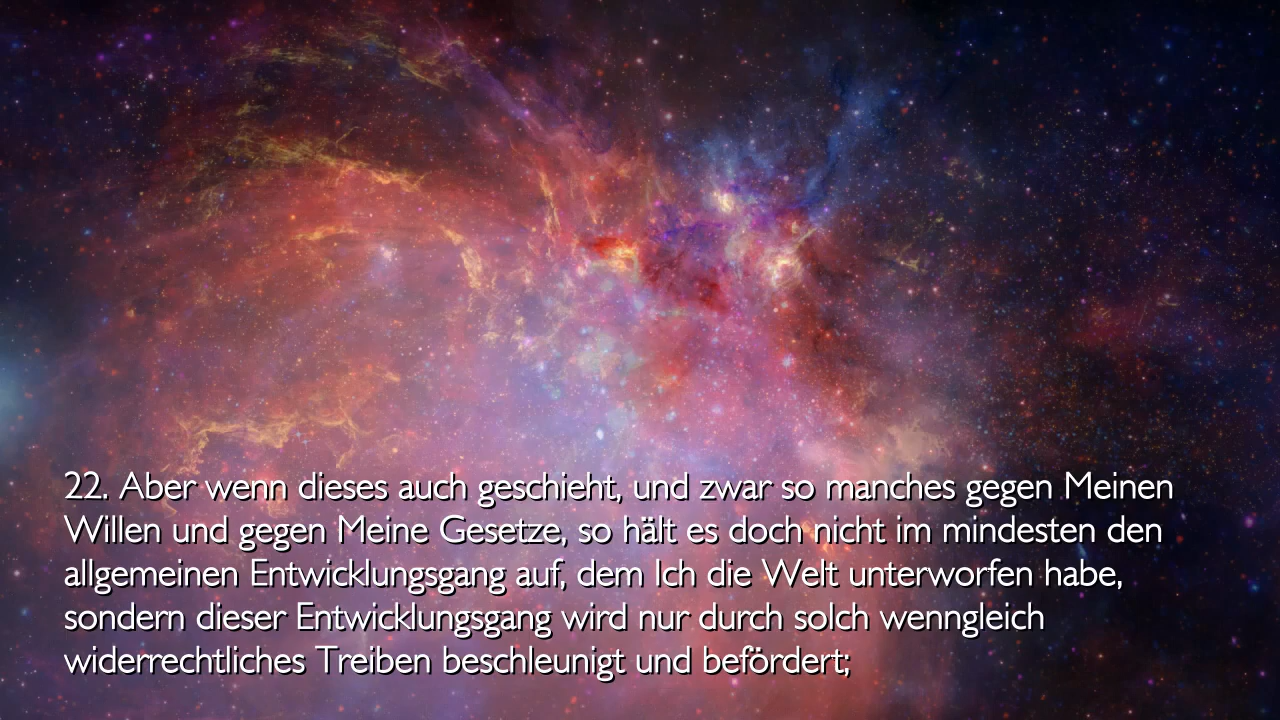 22. Aber wenn dieses auch geschieht, und zwar so manches gegen Meinen
Willen und gegen Meine Gesetze, so hält es doch nicht im mindesten den
allgemeinen Entwicklungsgang auf, dem Ich die Welt unterworfen habe,
sondern dieser Entwicklungsgang wird nur durch solch wenngleich
widerrechtliches Treiben beschleunigt und befördert;